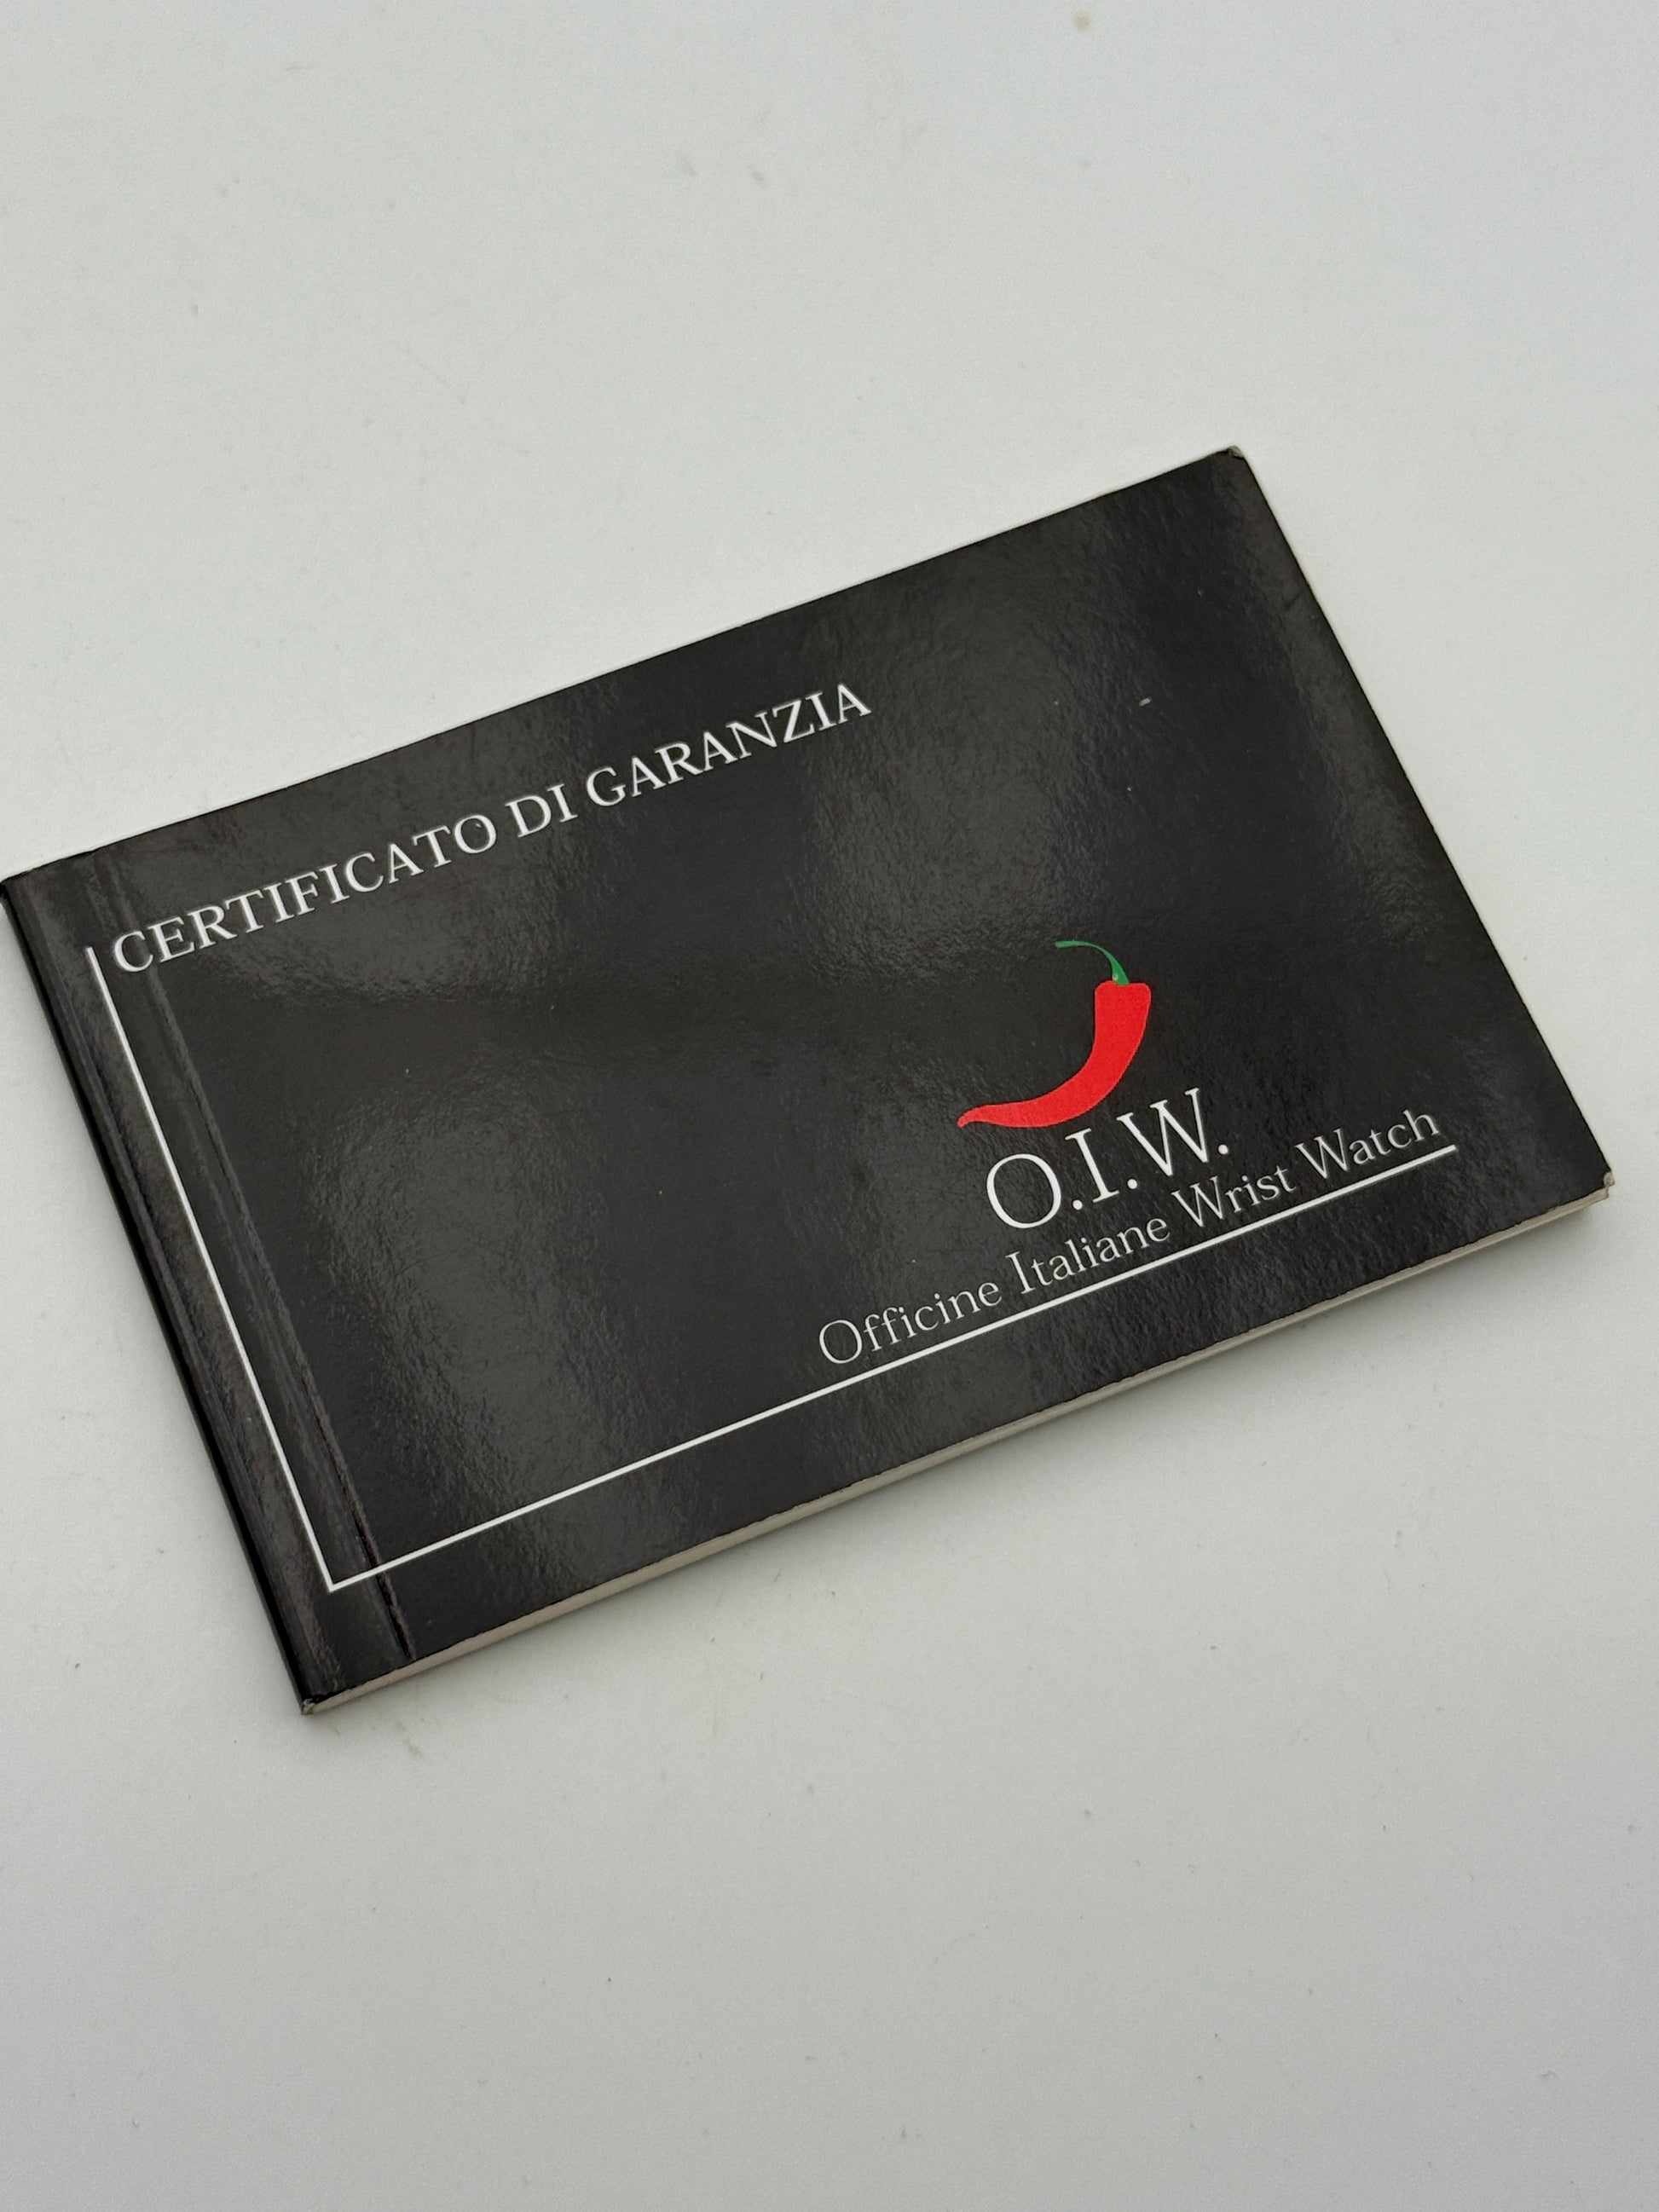 CERTIFICATO DI GARANZIA
O.I.W.
Officine Italiane Wrist Watch